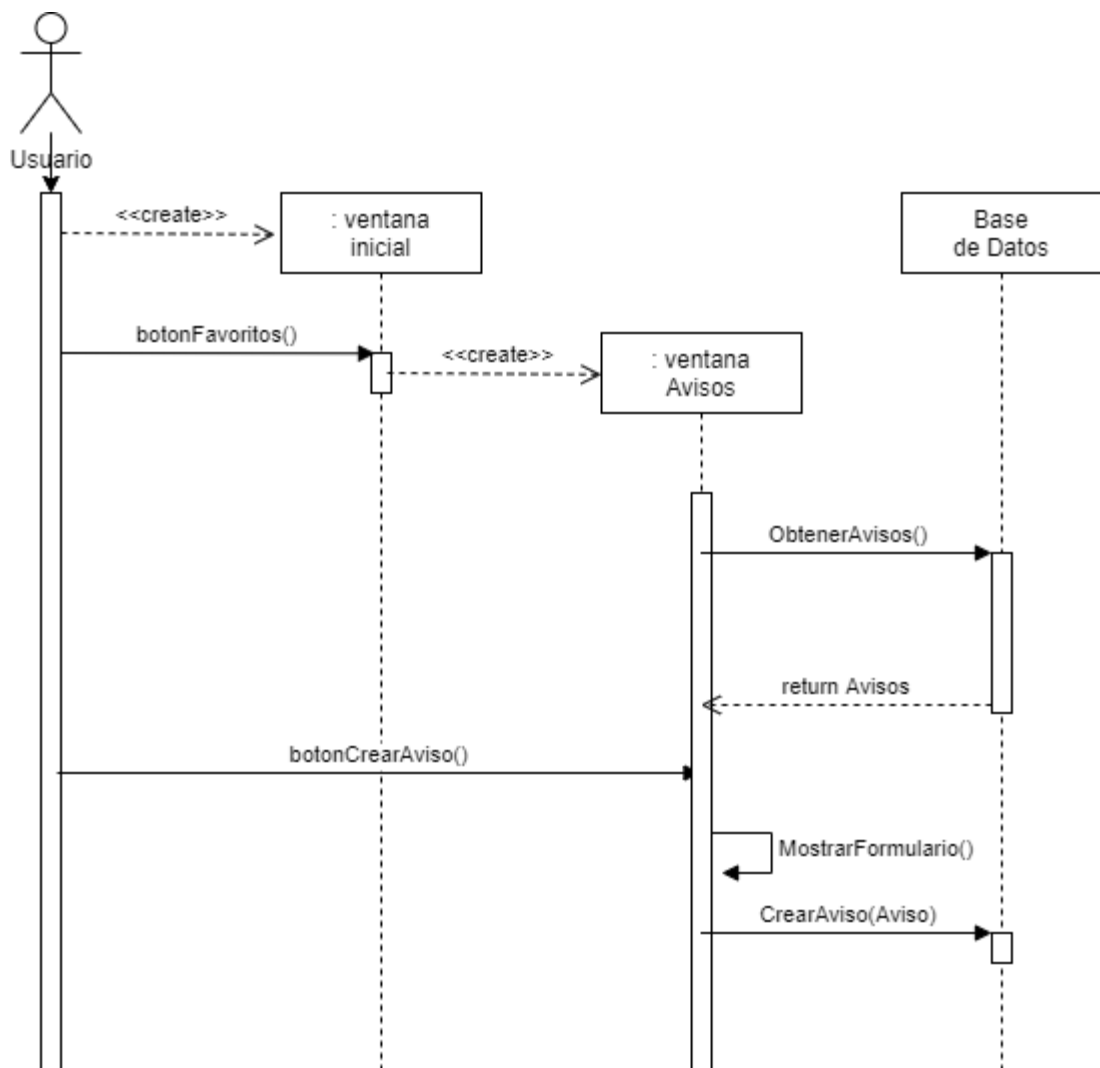 Usuario
<<create>>
: ventana
inicial
Base
de Datos
botonFavoritos()
<<create>>
: ventana
Avisos
ObtenerAvisos()
return Avisos
botonCrearAviso()
MostrarFormulario()
CrearAviso(Aviso)